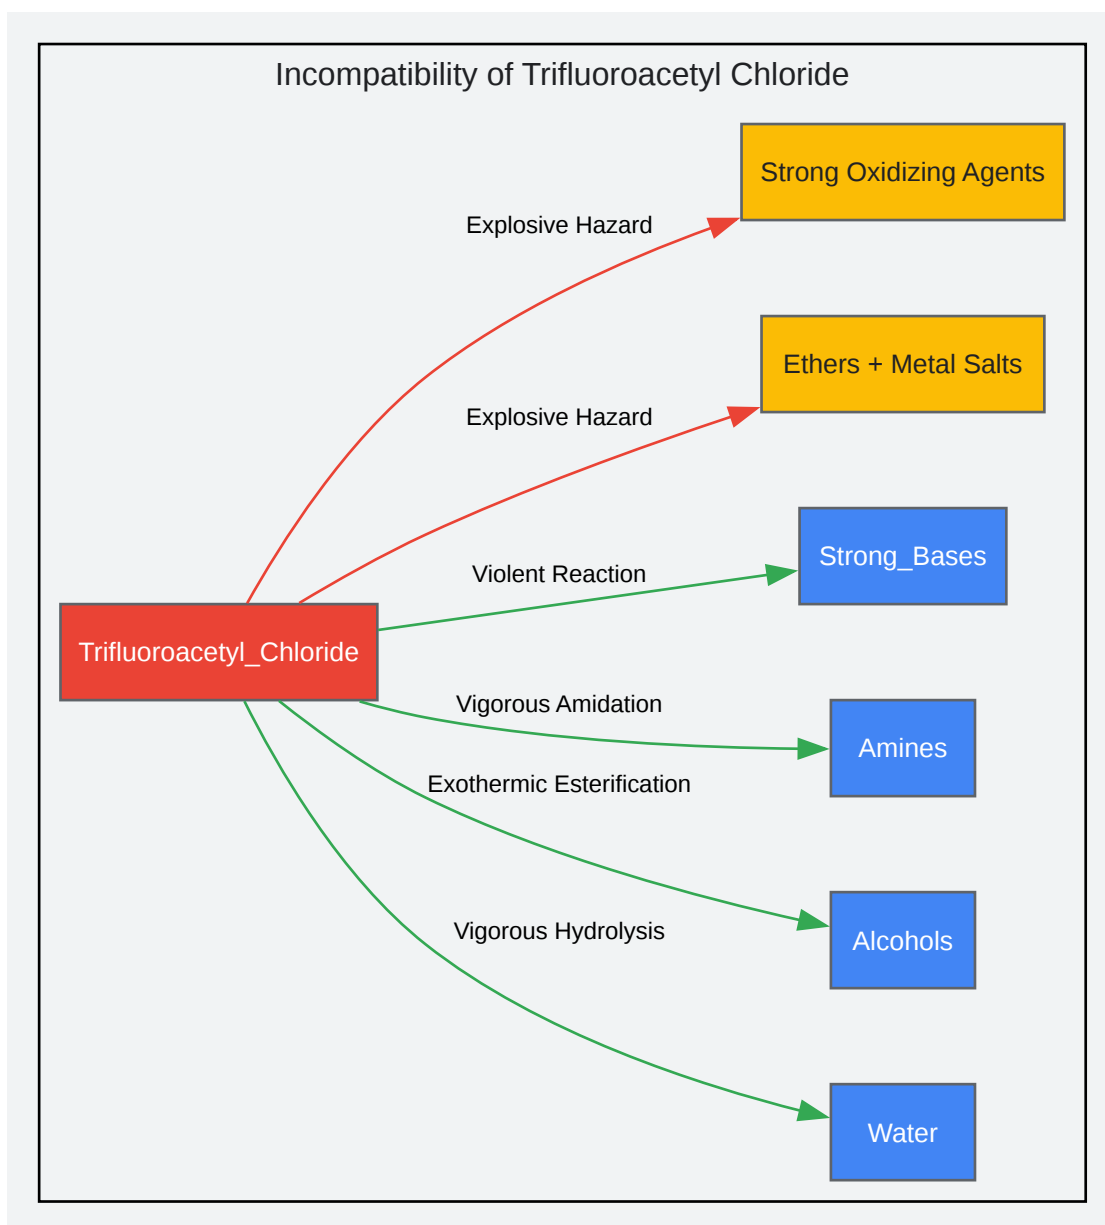 Incompatibility of Trifluoroacetyl Chloride
Strong Oxidizing Agents
Explosive Hazard
Ethers + Metal Salts
Explosive Hazard
Strong_Bases
Violent Reaction
Trifluoroacetyl_Chloride
Vigorous Amidation
Amines
Exothermic Esterification
Vigorous Hydrolysis
Alcohols
Water